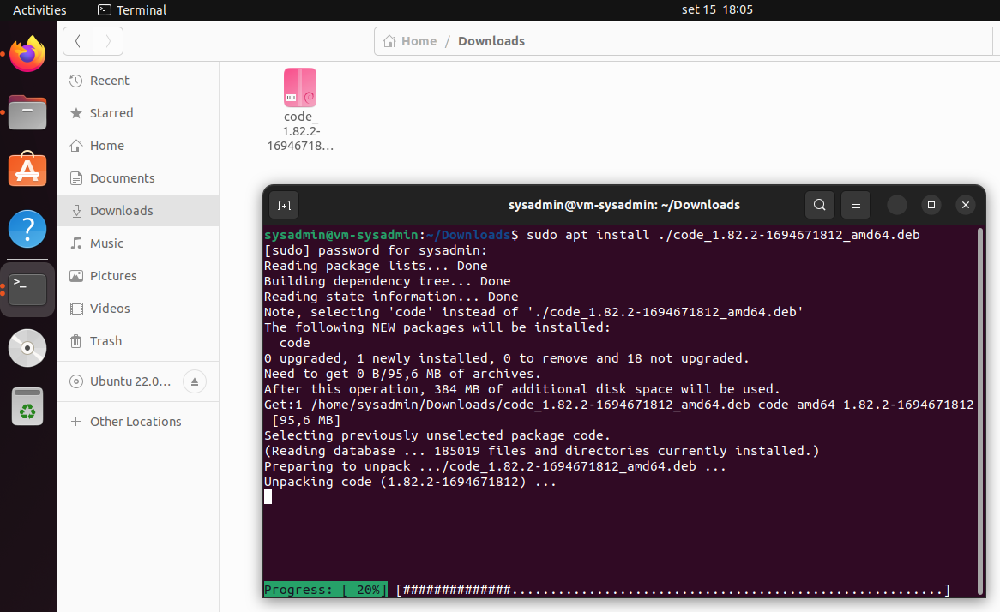 Activities
Terminal
set 15 18:05
Home / Downloads
Recent
Starred
Home
Documents
Downloads
Music
Pictures
Videos
Trash
Ubuntu 22.0…
Other Locations
code_
1.82.2-
16946718…
sysadmin@vm-sysadmin: ~/Downloads
sysadmin@vm-sysadmin:~/Downloads$ sudo apt install ./code_1.82.2-1694671812_amd64.deb
[sudo] password for sysadmin:
Reading package lists... Done
Building dependency tree... Done
Reading state information... Done
Note, selecting 'code' instead of './code_1.82.2-1694671812_amd64.deb'
The following NEW packages will be installed:
  code
0 upgraded, 1 newly installed, 0 to remove and 18 not upgraded.
Need to get 0 B/95,6 MB of archives.
After this operation, 384 MB of additional disk space will be used.
Get:1 /home/sysadmin/Downloads/code_1.82.2-1694671812_amd64.deb code amd64 1.82.2-1694671812
 [95,6 MB]
Selecting previously unselected package code.
(Reading database ... 185019 files and directories currently installed.)
Preparing to unpack .../code_1.82.2-1694671812_amd64.deb ...
Unpacking code (1.82.2-1694671812) ...
Progress: [ 20%] [##############........................................................]